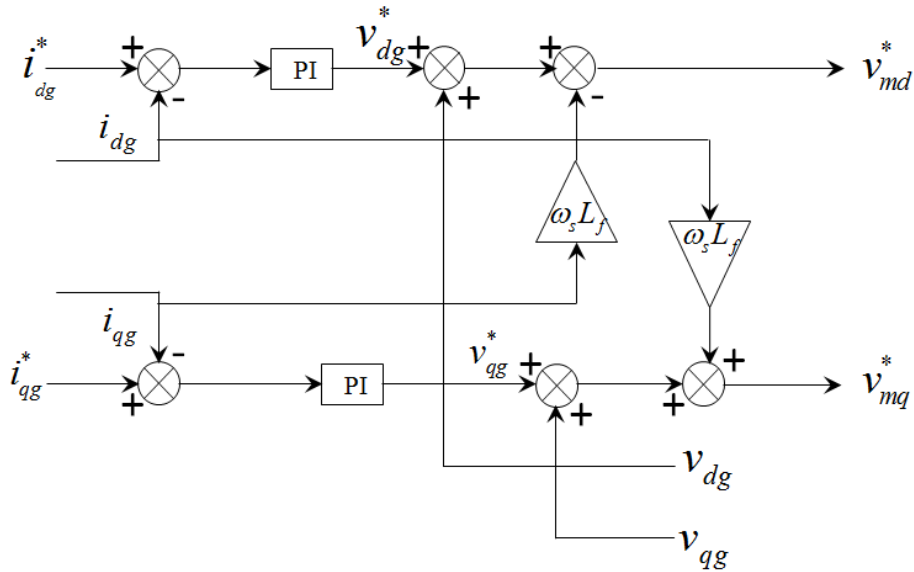 i*dg + - PI v*dg + + + - v*md
idg
ωsLf ωsLf
iqg
i*qg - + PI v*qg + + + + v*mq
vdg
vqg